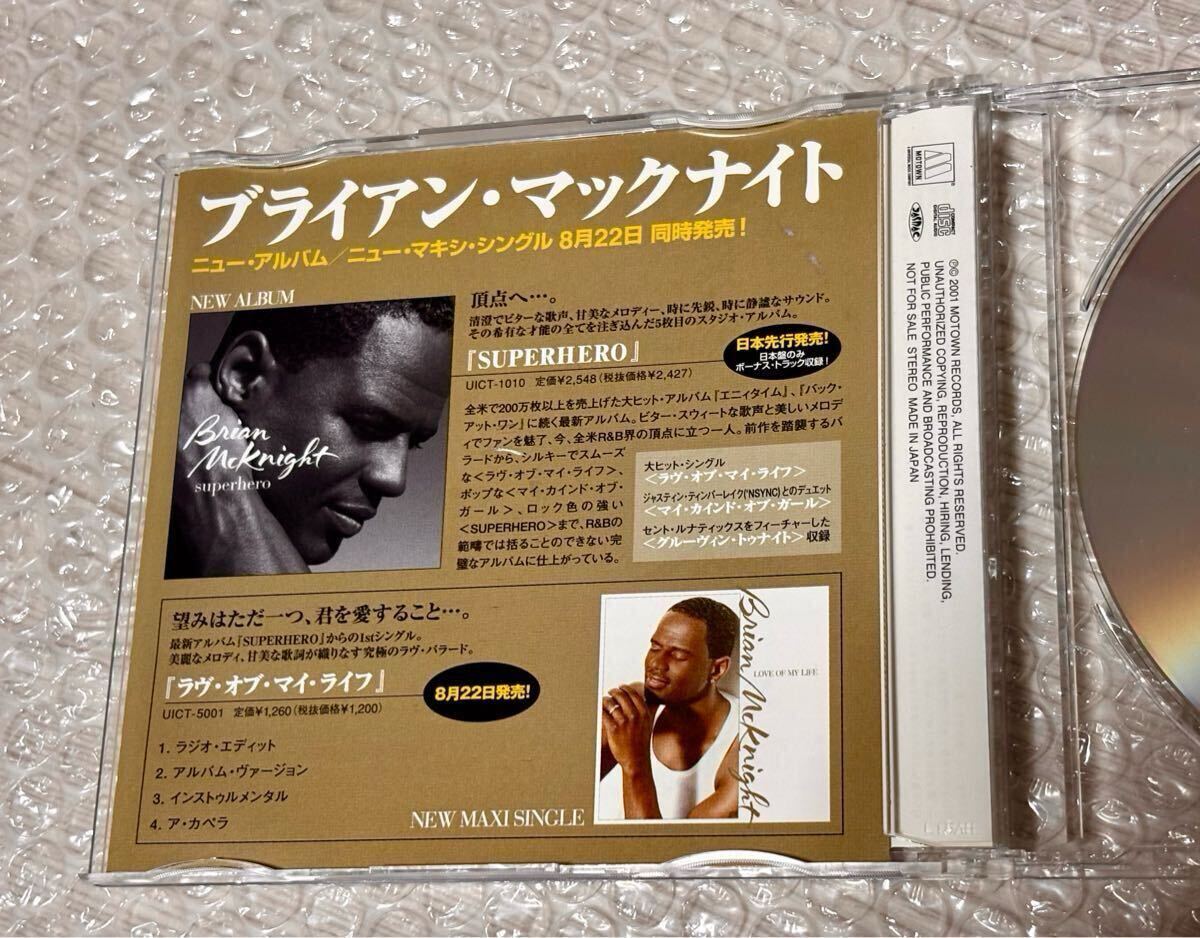 ブライアン・マックナイト
ニュー・アルバム／ニュー・マキシ・シングル 8月22日 同時発売！
NEW ALBUM
Brian
McKnight
superhero
頂点へ…。
清澄でビターな歌声、甘美なメロディー、時に先鋭、時に静謐なサウンド。
その希有な才能の全てを注ぎ込んだ5枚目のスタジオ・アルバム。
『SUPERHERO』
日本先行発売！
日本盤のみ
ボーナス・トラック収録！
UICT-1010 定価¥2,548（税抜価格¥2,427）
全米で200万枚以上を売上げた大ヒット・アルバム『エニィタイム』、『バック・
アット・ワン』に続く最新アルバム。ビター・スウィートな歌声と美しいメロデ
ィでファンを魅了、今、全米R&B界の頂点に立つ一人。前作を踏襲するバ
ラードから、シルキーでスムーズ
な＜ラヴ・オブ・マイ・ライフ＞、
ポップな＜マイ・カインド・オブ・
ガール＞、ロック色の強い
＜SUPERHERO＞まで、R&Bの
範疇では括ることのできない完
璧なアルバムに仕上がっている。
大ヒット・シングル
＜ラヴ・オブ・マイ・ライフ＞
ジャスティン・ティンバーレイク('NSYNC)とのデュエット
＜マイ・カインド・オブ・ガール＞
セント・ルナティックスをフィーチャーした
＜グルーヴィン・トゥナイト＞収録
望みはただ一つ、君を愛すること…。
最新アルバム『SUPERHERO』からの1stシングル。
美麗なメロディ、甘美な歌詞が織りなす究極のラヴ・バラード。
『ラヴ・オブ・マイ・ライフ』
8月22日発売！
UICT-5001 定価¥1,260（税抜価格¥1,200）
1. ラジオ・エディット
2. アルバム・ヴァージョン
3. インストゥルメンタル
4. ア・カペラ
NEW MAXI SINGLE
Brian McKnight
LOVE OF MY LIFE
MOTOWN
COMPACT
disc
DIGITAL AUDIO
JASRAC
℗© 2001 MOTOWN RECORDS, ALL RIGHTS RESERVED.
UNAUTHORIZED COPYING, REPRODUCTION, HIRING, LENDING,
PUBLIC PERFORMANCE AND BROADCASTING PROHIBITED.
NOT FOR SALE STEREO MADE IN JAPAN